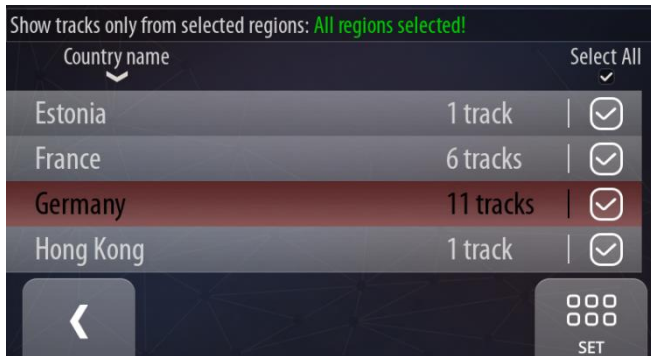 Show tracks only from selected regions: All regions selected!
Country name Select All
Estonia 1 track
France 6 tracks
Germany 11 tracks
Hong Kong 1 track
SET